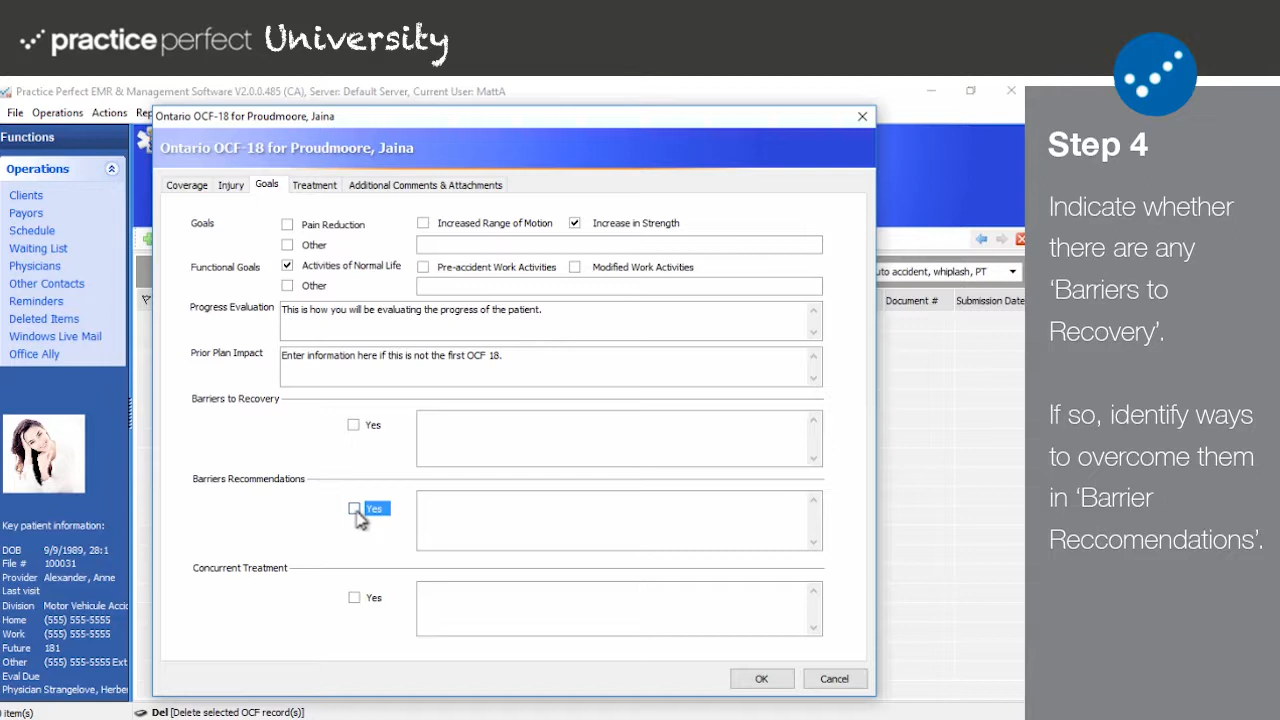 practice perfect University
Practice Perfect EMR & Management Software V2.0.0.485 (CA), Server: Default Server, Current User: MattA
File Operations Actions Rep
Functions
Operations
Clients
Payors
Schedule
Waiting List
Physicians
Other Contacts
Reminders
Deleted Items
Windows Live Mail
Office Ally
Key patient information:
DOB 9/9/1989, 28:1
File # 100031
Provider Alexander, Anne
Last visit
Division Motor Vehicule Accic
Home (555) 555-5555
Work (555) 555-5555
Future 181
Other (555) 555-5555 Ext
Eval Due
Physician Strangelove, Herber
0 item(s)
Ontario OCF-18 for Proudmoore, Jaina
Ontario OCF-18 for Proudmoore, Jaina
Coverage Injury Goals Treatment Additional Comments & Attachments
Goals Pain Reduction Increased Range of Motion Increase in Strength
Other
Functional Goals Activities of Normal Life Pre-accident Work Activities Modified Work Activities
Other
Progress Evaluation This is how you will be evaluating the progress of the patient.
Prior Plan Impact Enter information here if this is not the first OCF 18.
Barriers to Recovery
Yes
Barriers Recommendations
Yes
Concurrent Treatment
Yes
OK Cancel
uto accident, whiplash, PT
Document # Submission Date
Del [Delete selected OCF record(s)]
Step 4
Indicate whether
there are any
‘Barriers to
Recovery’.
If so, identify ways
to overcome them
in ‘Barrier
Reccomendations’.